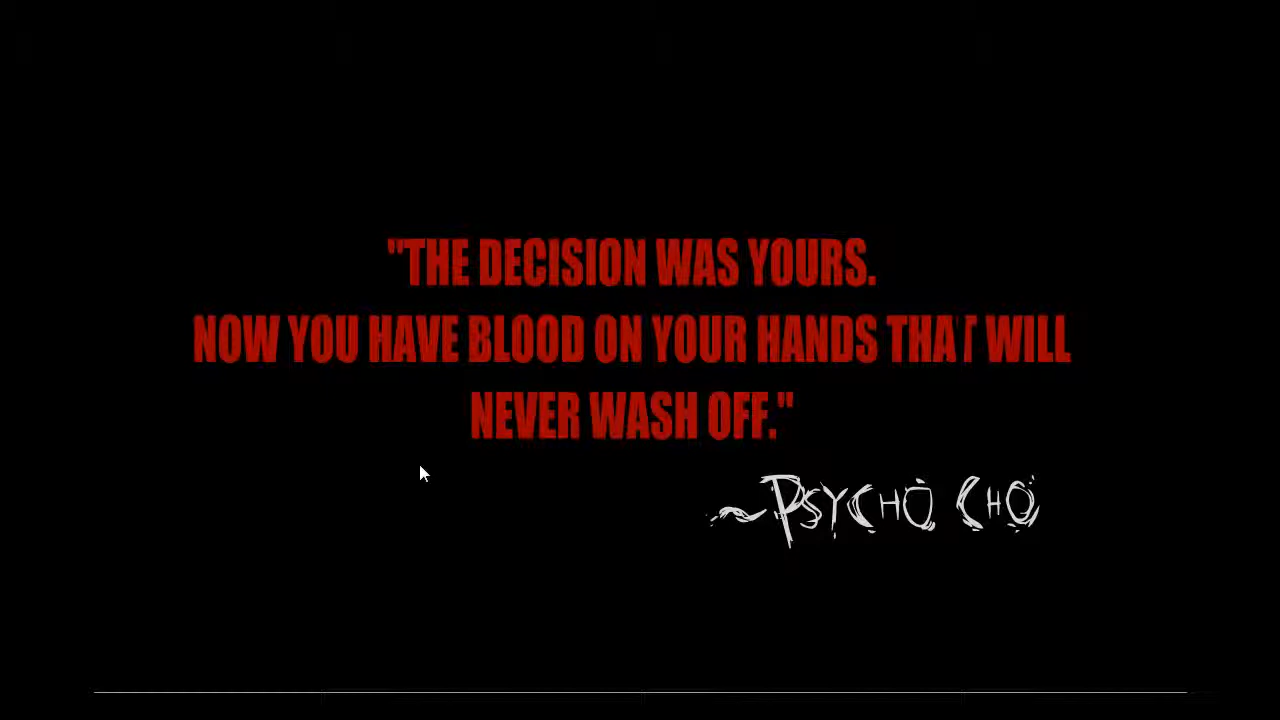 "THE DECISION WAS YOURS.
NOW YOU HAVE BLOOD ON YOUR HANDS THAT WILL
NEVER WASH OFF."
~PSYCHO CHO